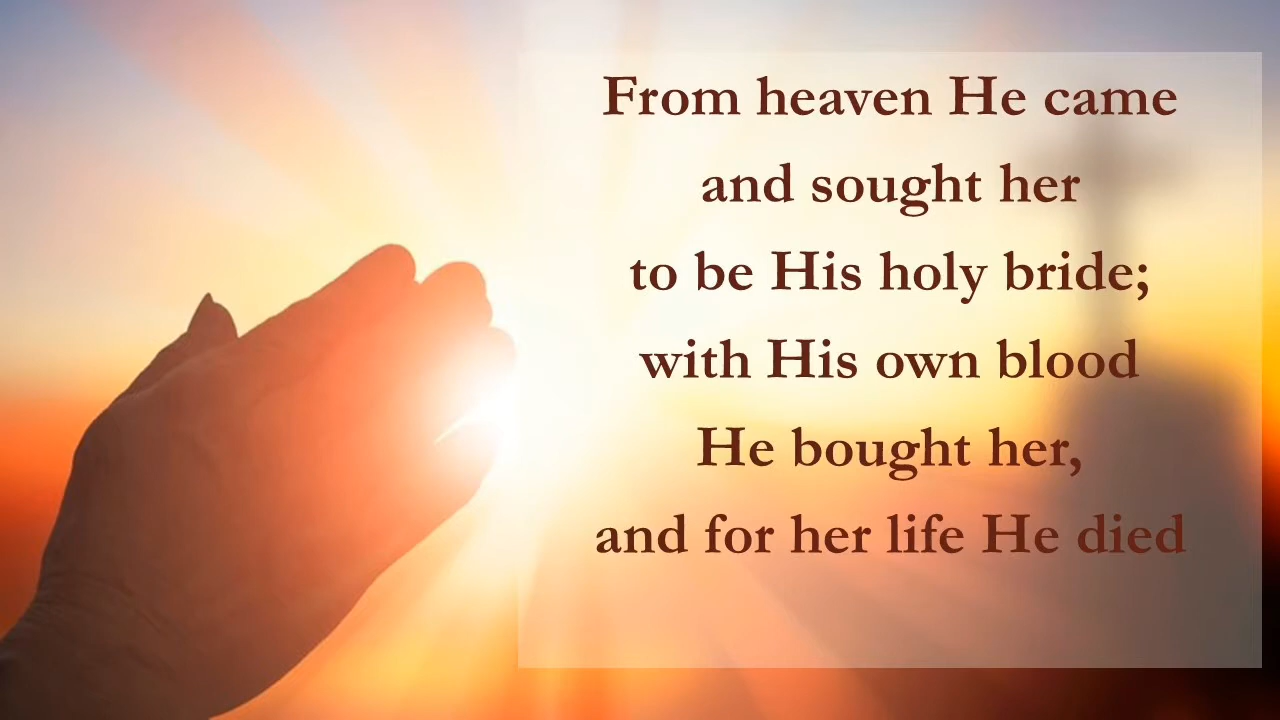 From heaven He came
and sought her
to be His holy bride;
with His own blood
He bought her,
and for her life He died